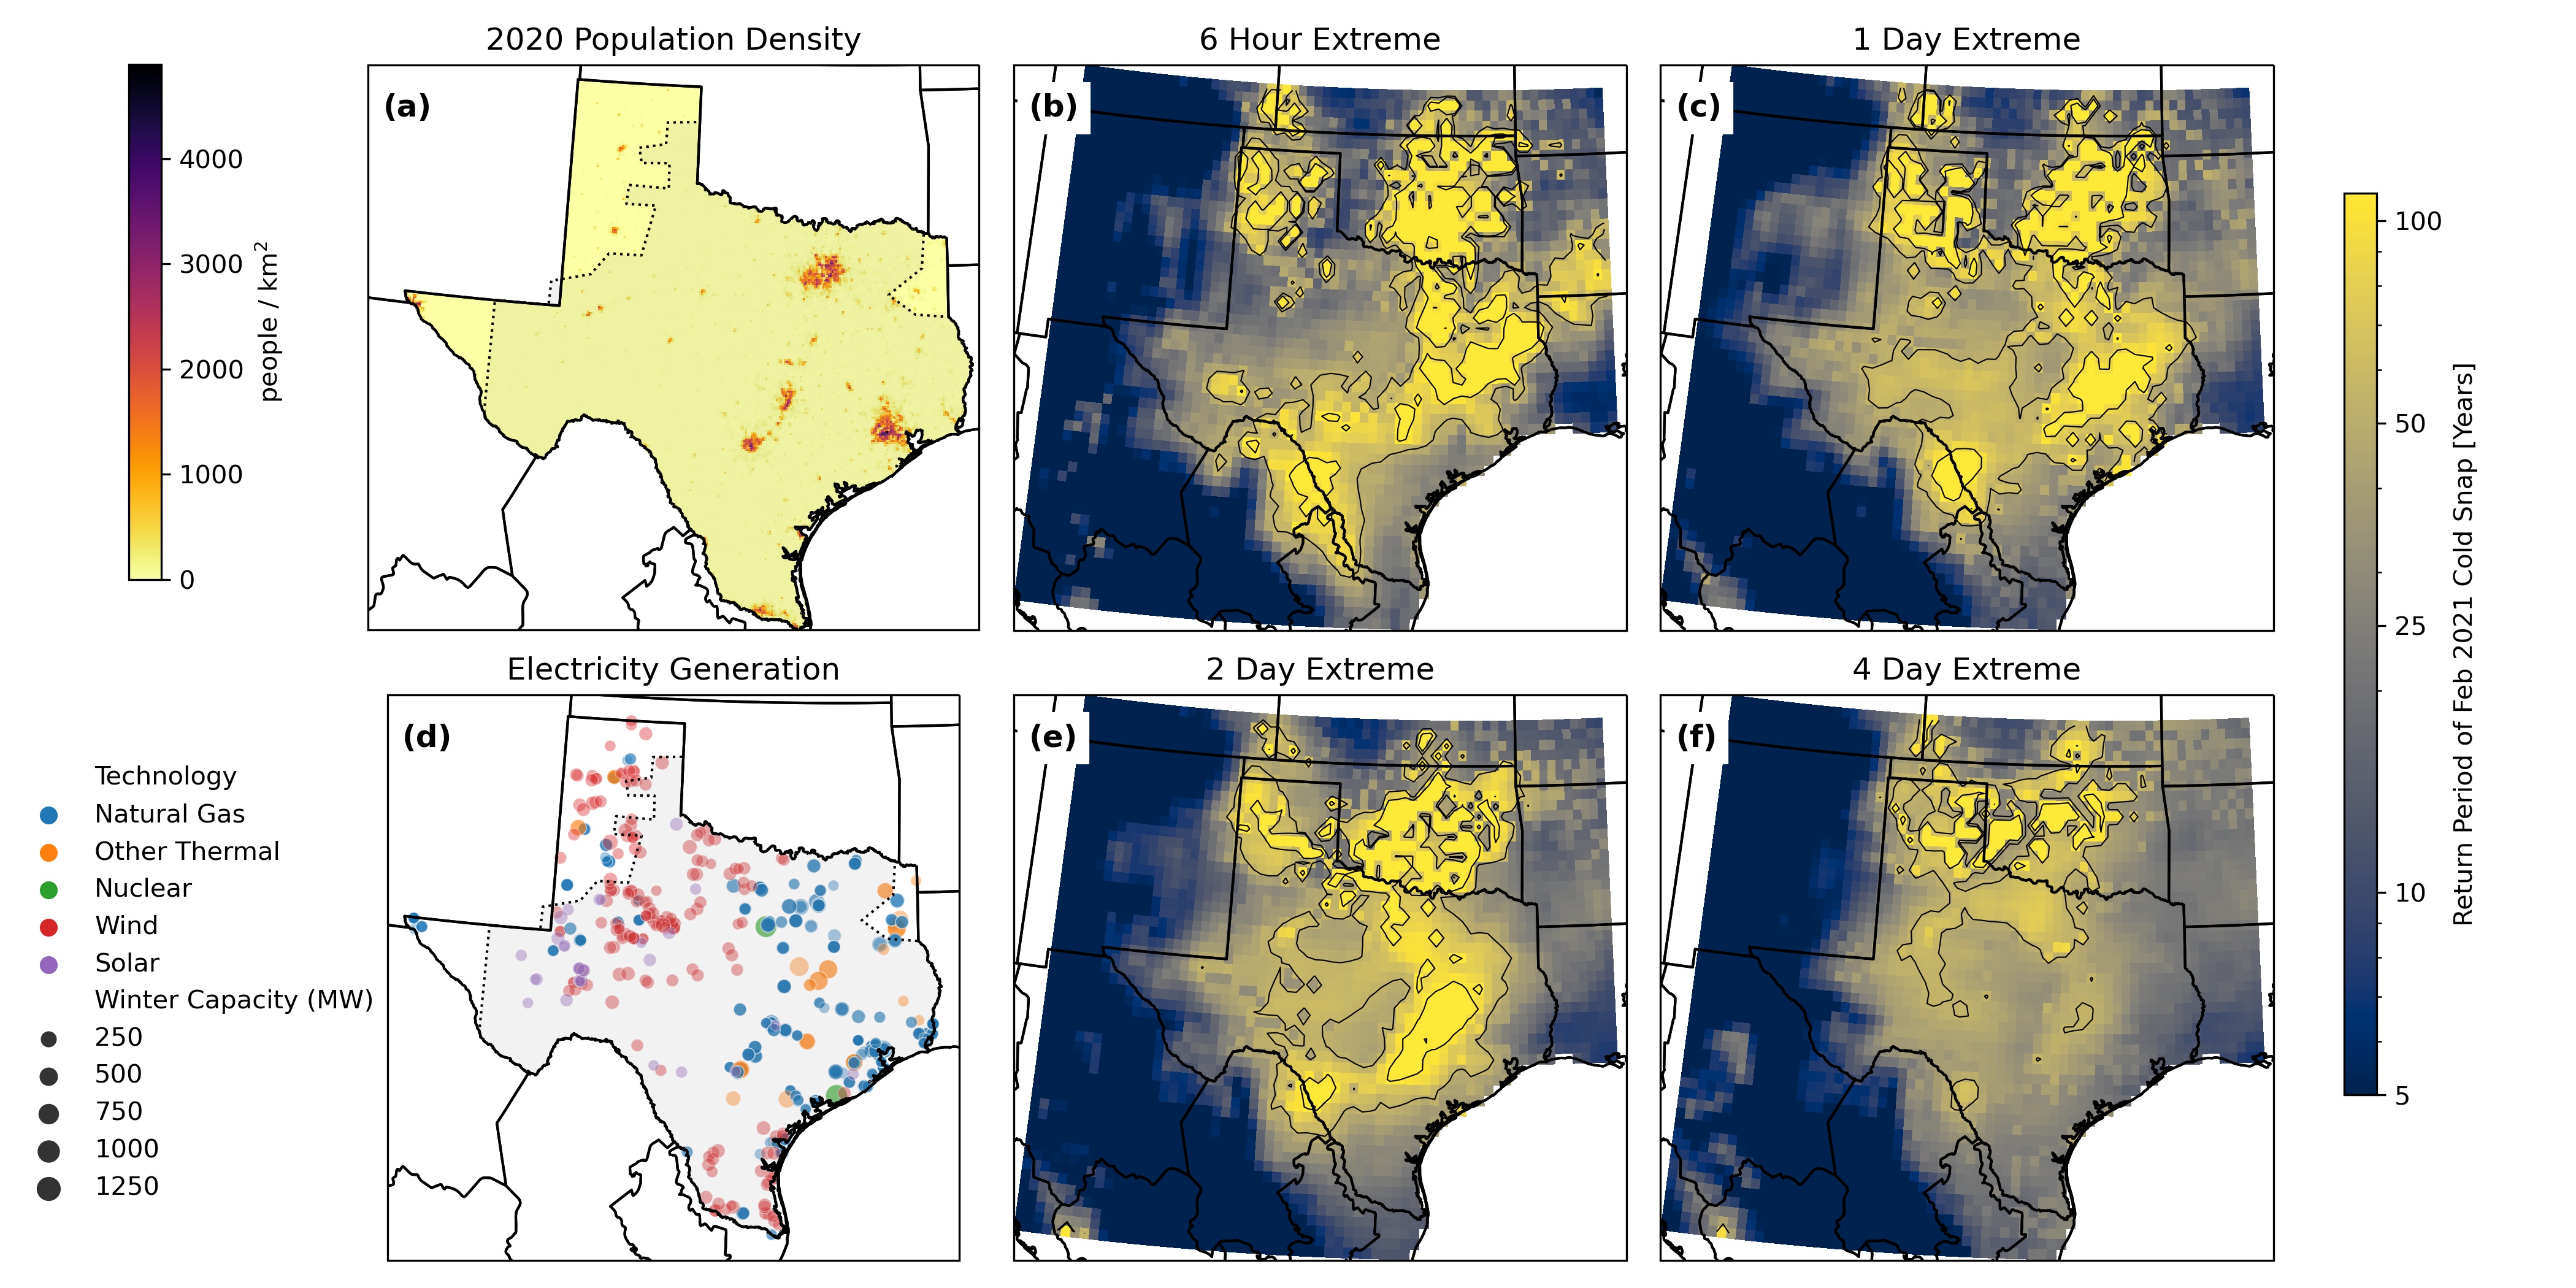 2020 Population Density
6 Hour Extreme
1 Day Extreme
(a)
(b)
(c)
4000
3000
2000
1000
0
people / km²
100
50
25
10
5
Return Period of Feb 2021 Cold Snap [Years]
Electricity Generation
2 Day Extreme
4 Day Extreme
(d)
(e)
(f)
Technology
Natural Gas
Other Thermal
Nuclear
Wind
Solar
Winter Capacity (MW)
250
500
750
1000
1250